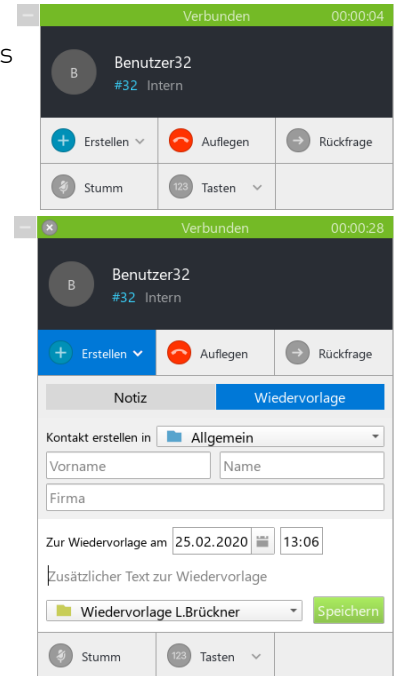 Verbunden 00:00:04
s
B
Benutzer32
#32 Intern
Erstellen Auflegen Rückfrage
Stumm 123 Tasten
Verbunden 00:00:28
B
Benutzer32
#32 Intern
Erstellen Auflegen Rückfrage
Notiz Wiedervorlage
Kontakt erstellen in Allgemein
Vorname Name
Firma
Zur Wiedervorlage am 25.02.2020 13:06
Zusätzlicher Text zur Wiedervorlage
Wiedervorlage L.Brückner Speichern
Stumm 123 Tasten